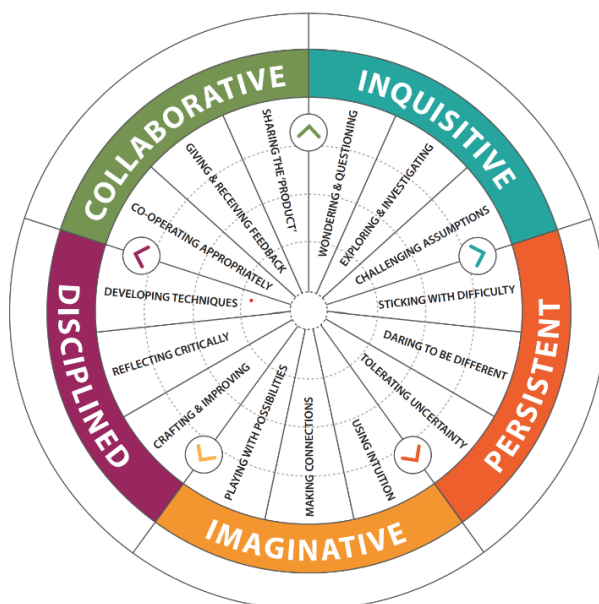 COLLABORATIVE
INQUISITIVE
PERSISTENT
IMAGINATIVE
DISCIPLINED
WONDERING & QUESTIONING
EXPLORING & INVESTIGATING
CHALLENGING ASSUMPTIONS
STICKING WITH DIFFICULTY
DARING TO BE DIFFERENT
TOLERATING UNCERTAINTY
USING INTUITION
MAKING CONNECTIONS
PLAYING WITH POSSIBILITIES
CRAFTING & IMPROVING
REFLECTING CRITICALLY
DEVELOPING TECHNIQUES
CO-OPERATING APPROPRIATELY
GIVING & RECEIVING FEEDBACK
SHARING THE 'PRODUCT'